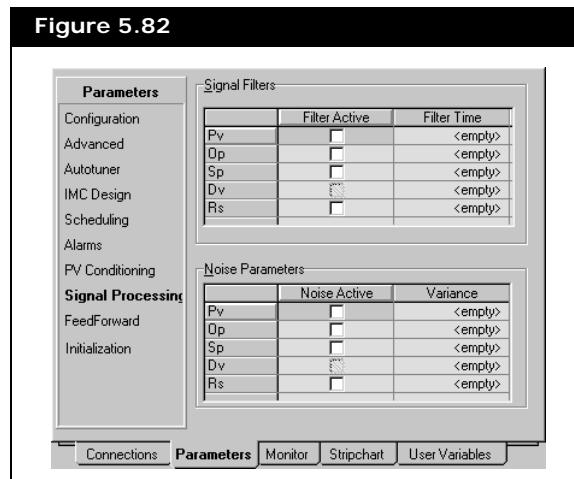 Figure 5.82
Parameters
Configuration
Advanced
Autotuner
IMC Design
Scheduling
Alarms
PV Conditioning
Signal Processing
FeedForward
Initialization
Signal Filters
Filter Active Filter Time
Pv <empty>
Op <empty>
Sp <empty>
Dv <empty>
Rs <empty>
Noise Parameters
Noise Active Variance
Pv <empty>
Op <empty>
Sp <empty>
Dv <empty>
Rs <empty>
Connections Parameters Monitor Stripchart User Variables